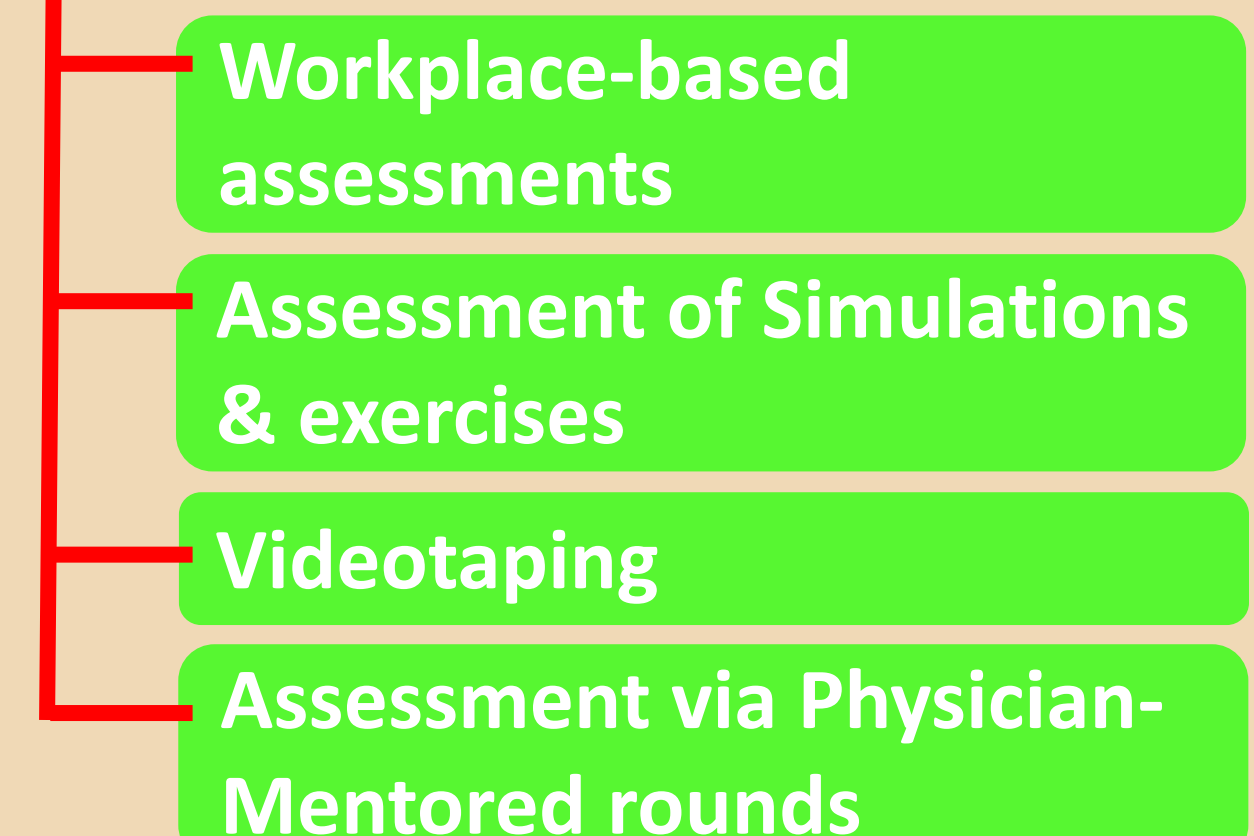 Workplace-based
assessments
Assessment of Simulations
& exercises
Videotaping
Assessment via Physician-
Mentored rounds